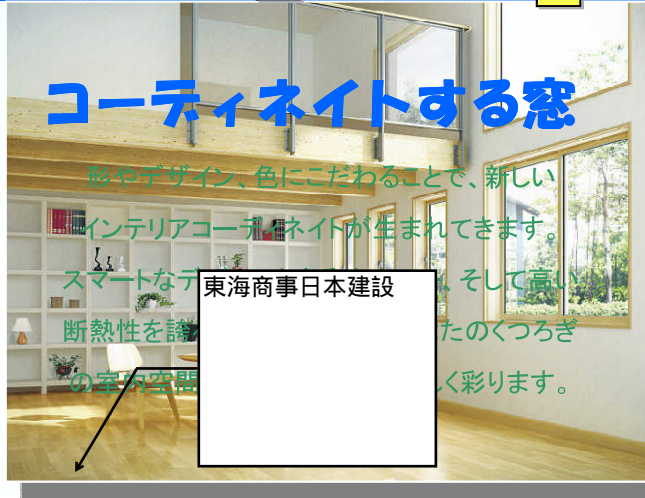 コーディネイトする窓
形やデザイン、色にこだわることで、新しい
インテリアコーディネイトが生まれてきます。
スマートなデ
、そして高い
断熱性を誇
たのくつろぎ
の室内空間
く彩ります。
東海商事日本建設